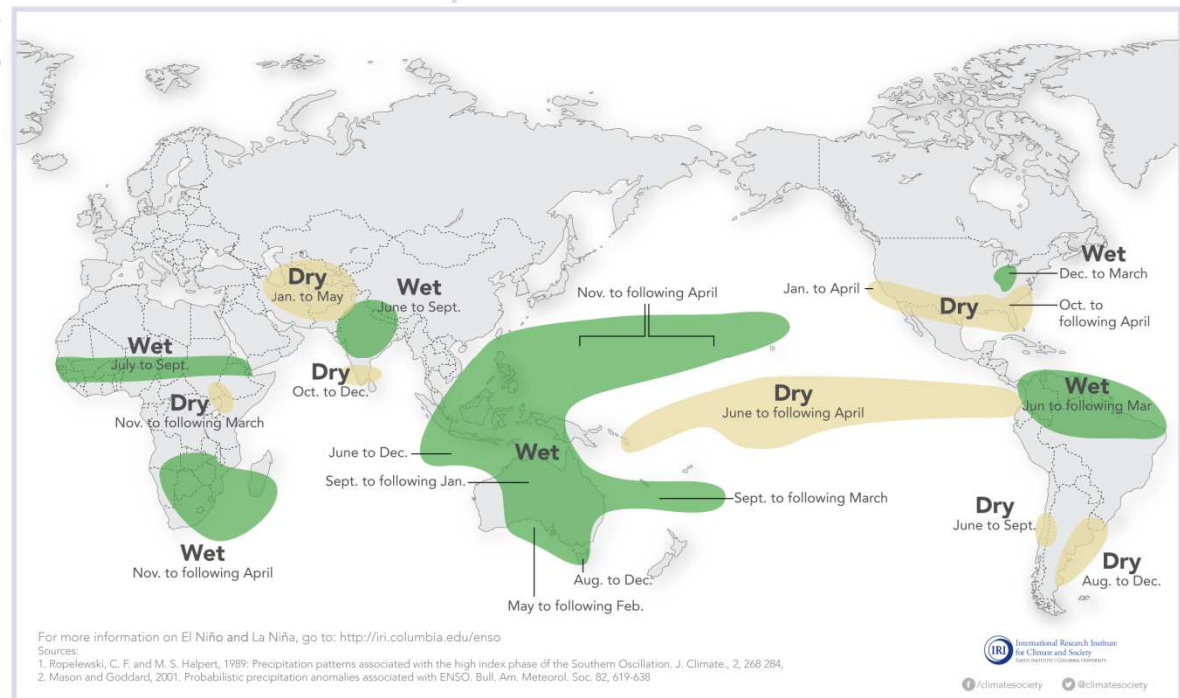 Wet
Dec. to March
Dry
Jan. to May
Wet
June to Sept.
Nov. to following April
Jan. to April
Dry
Oct. to
following April
Wet
July to Sept.
Dry
Oct. to Dec.
Dry
Nov. to following March
Dry
June to following April
Wet
Jun to following Mar
June to Dec.
Wet
Sept. to following Jan.
Sept. to following March
Dry
June to Sept.
Wet
Nov. to following April
Aug. to Dec.
Dry
Aug. to Dec.
May to following Feb.
For more information on El Niño and La Niña, go to: http://iri.columbia.edu/enso
Sources:
1. Ropelewski, C. F. and M. S. Halpert, 1989: Precipitation patterns associated with the high index phase of the Southern Oscillation. J. Climate., 2, 268 284,
2. Mason and Goddard, 2001. Probabilistic precipitation anomalies associated with ENSO. Bull. Am. Meteorol. Soc. 82, 619-638
IRI
International Research Institute
for Climate and Society
EARTH INSTITUTE | COLUMBIA UNIVERSITY
/climatesociety
@climatesociety